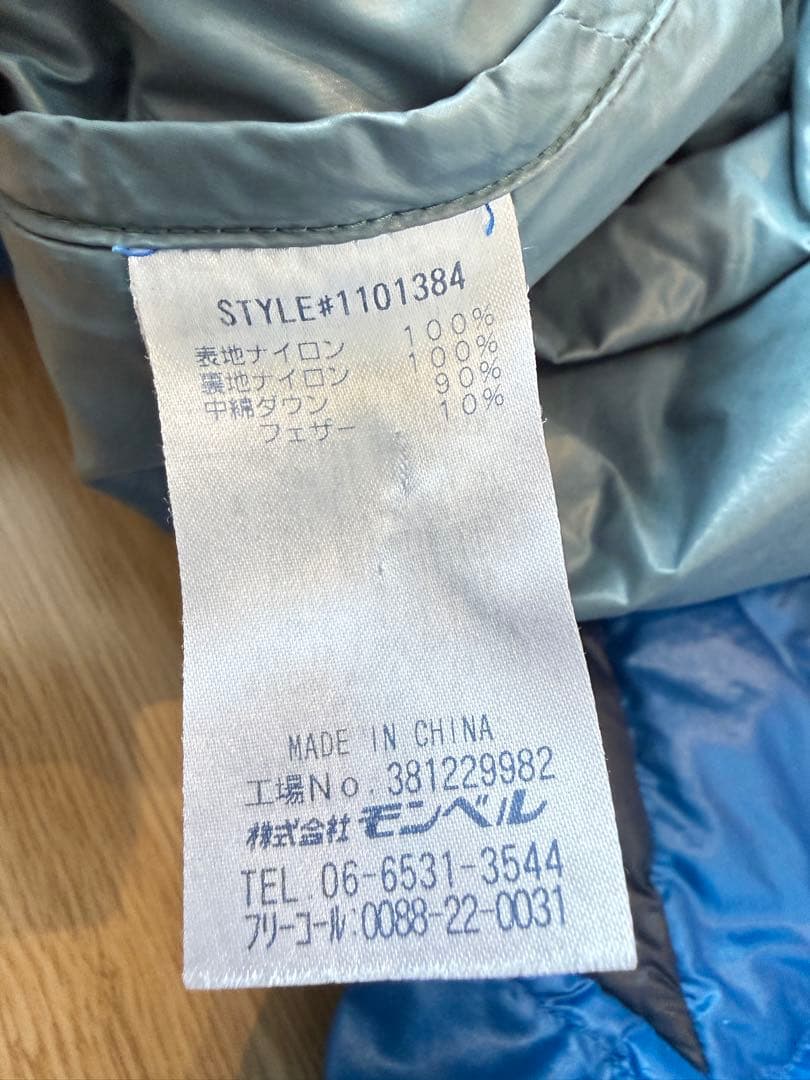 STYLE#1101384
表地ナイロン 100%
裏地ナイロン 100%
中綿ダウン 90%
フェザー 10%
MADE IN CHINA
工場No.381229982
株式会社モンベル
TEL.06-6531-3544
フリーコール:0088-22-0031